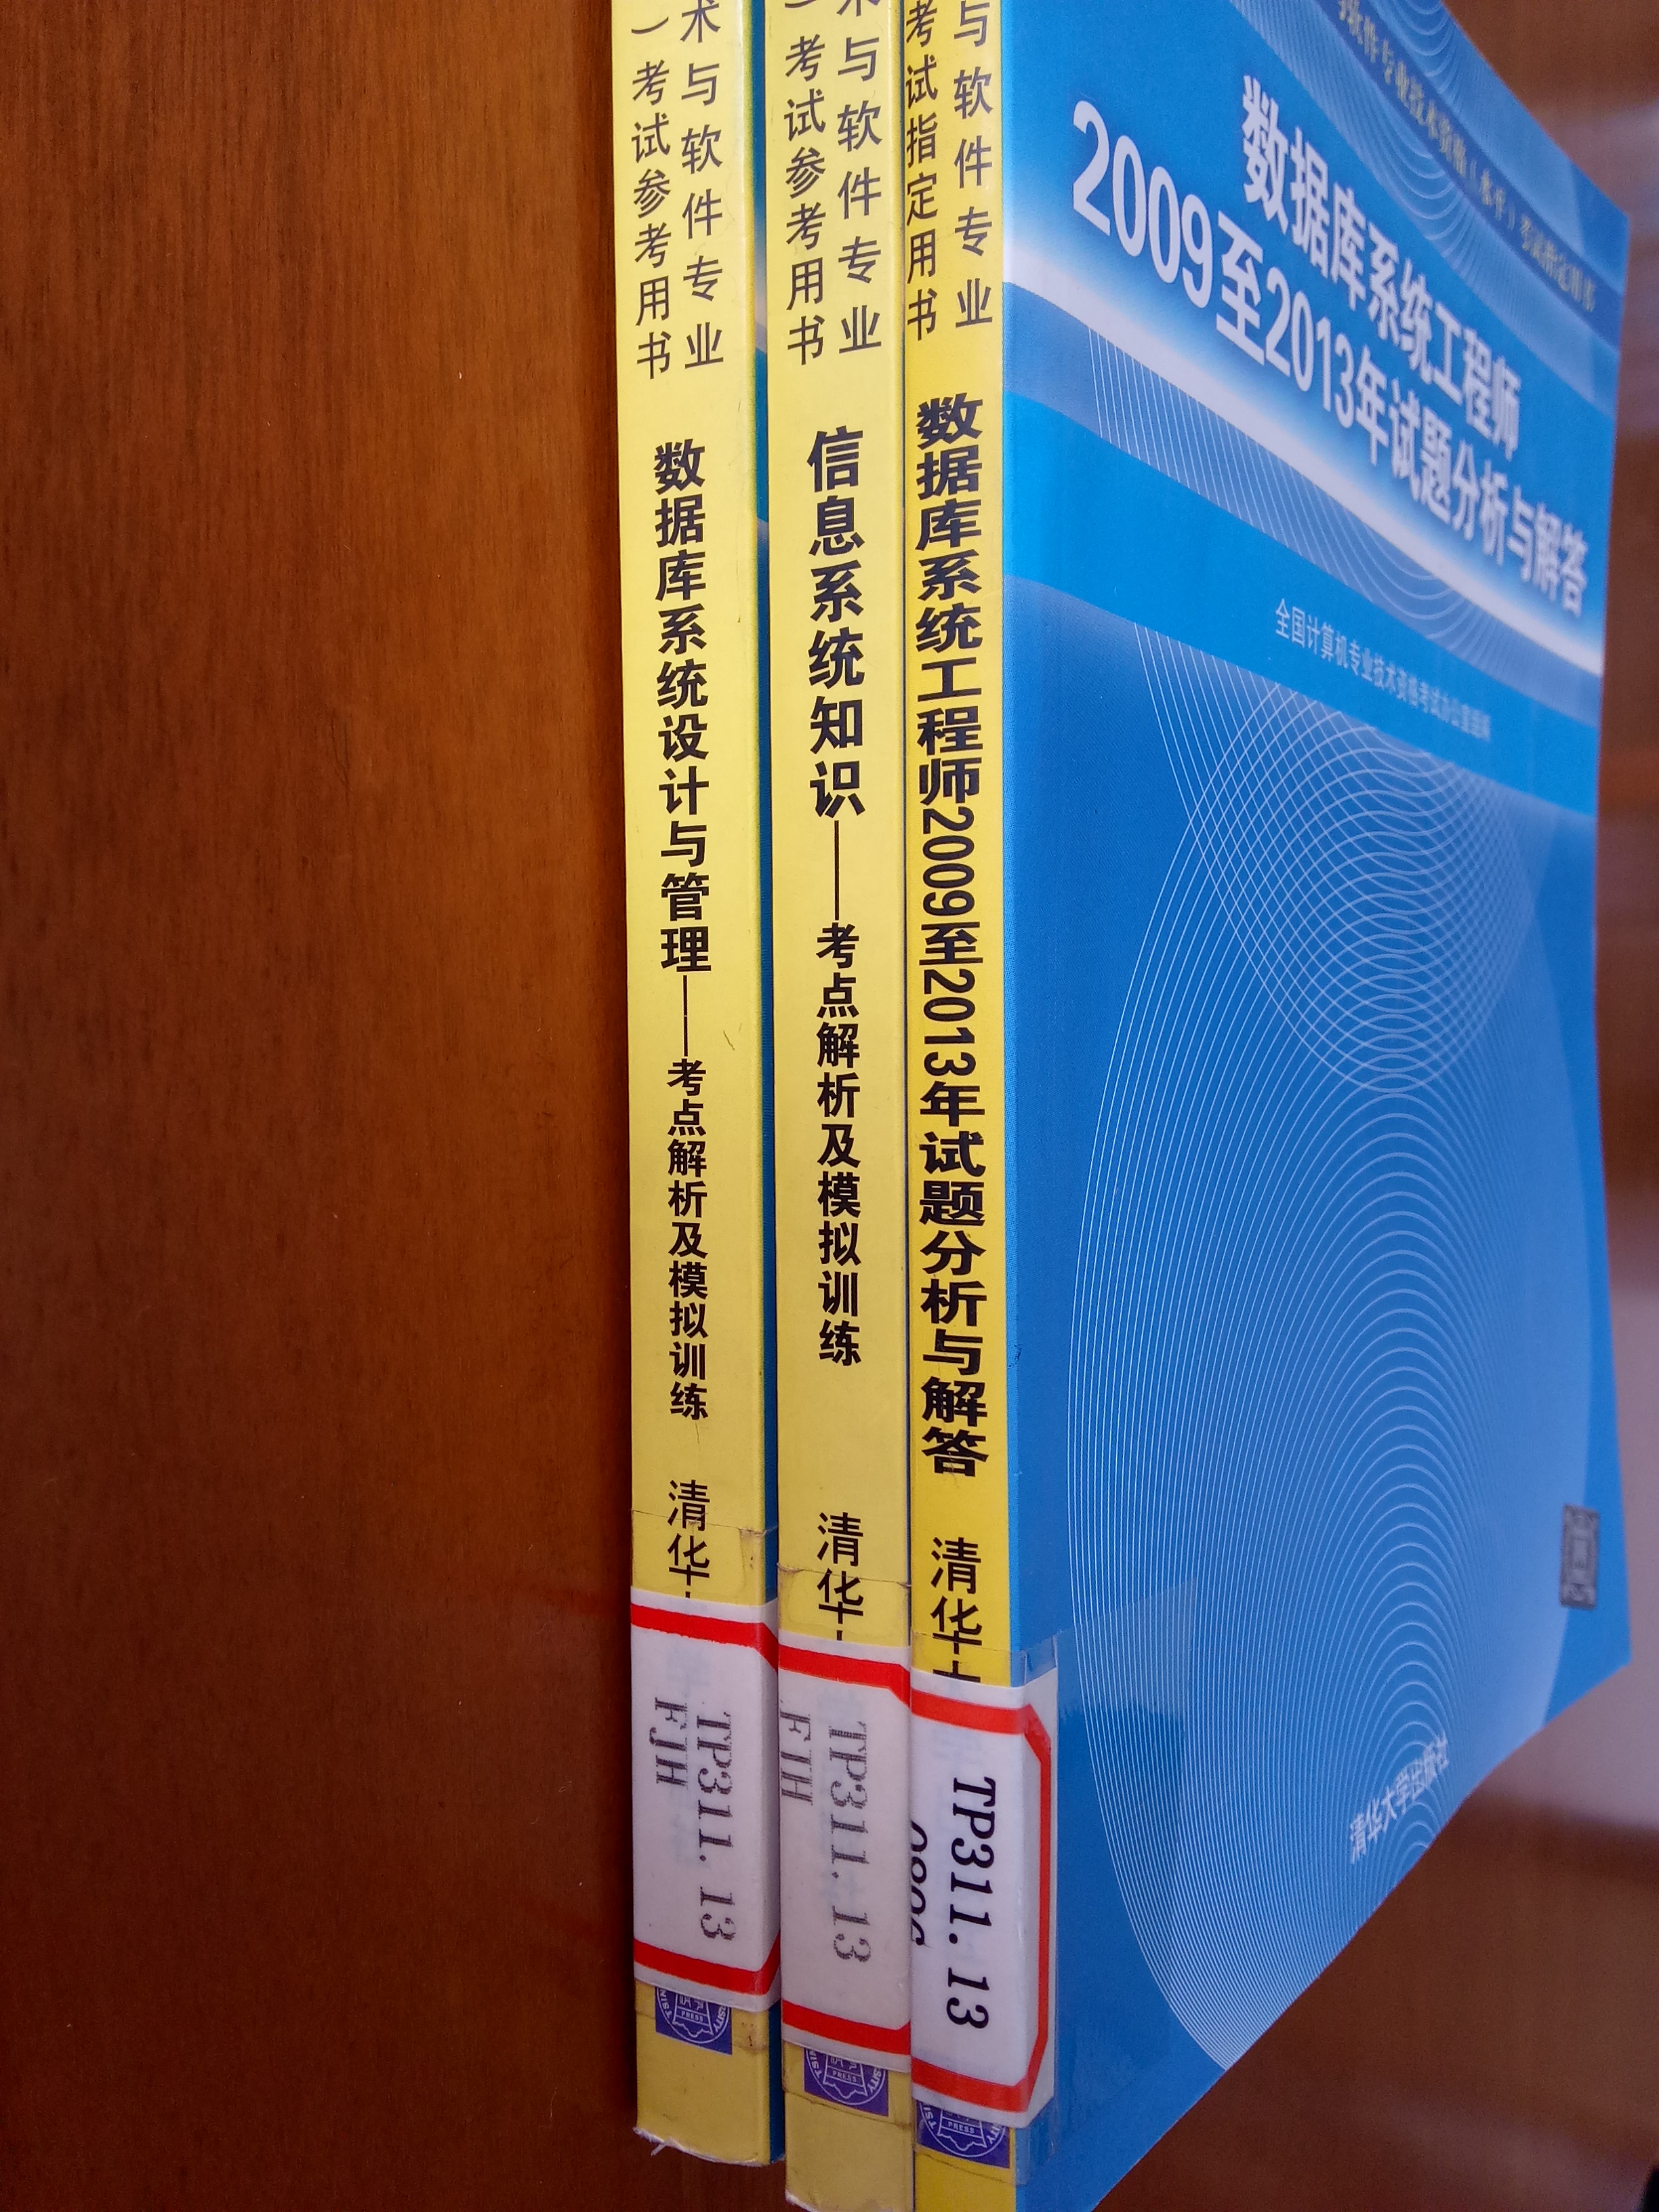 术与软件专业
）考试参考用书
数据库系统设计与管理——考点解析及模拟训练
清华
TP311.13
FJH
术与软件专业
）考试参考用书
信息系统知识——考点解析及模拟训练
清华
TP311.13
FJH
与软件专业
考试指定用书
数据库系统工程师2009至2013年试题分析与解答
清华大
TP311.13
软件专业技术资格（水平）考试指定用书
数据库系统工程师
2009至2013年试题分析与解答
全国计算机专业技术资格考试办公室组编
清华大学出版社
PRESS
PRESS
PRESS